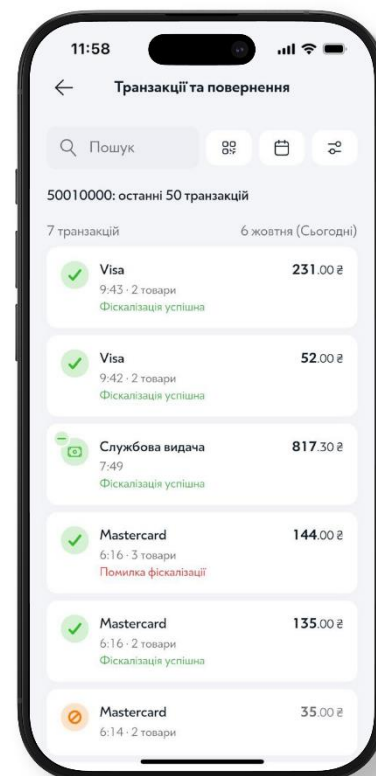 11:58
Транзакції та повернення
Пошук
50010000: останні 50 транзакцій
7 транзакцій 6 жовтня (Сьогодні)
Visa 231.00 ₴
9:43 · 2 товари
Фіскалізація успішна
Visa 52.00 ₴
9:42 · 2 товари
Фіскалізація успішна
Службова видача 817.30 ₴
7:49
Фіскалізація успішна
Mastercard 144.00 ₴
6:16 · 3 товари
Помилка фіскалізації
Mastercard 135.00 ₴
6:16 · 2 товари
Фіскалізація успішна
Mastercard 35.00 ₴
6:14 · 2 товари